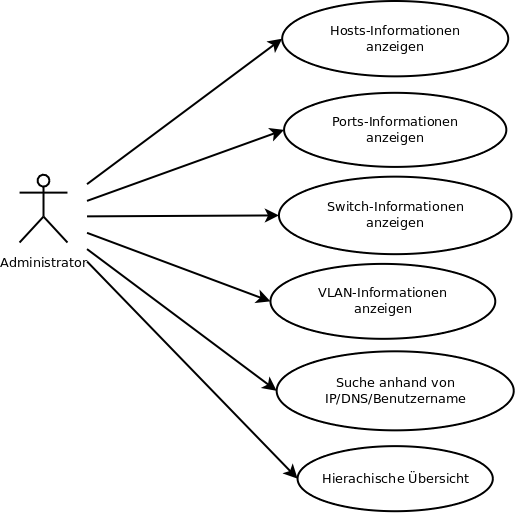 Hosts-Informationen
anzeigen
Ports-Informationen
anzeigen
Switch-Informationen
anzeigen
Administrator
VLAN-Informationen
anzeigen
Suche anhand von
IP/DNS/Benutzername
Hierachische Übersicht